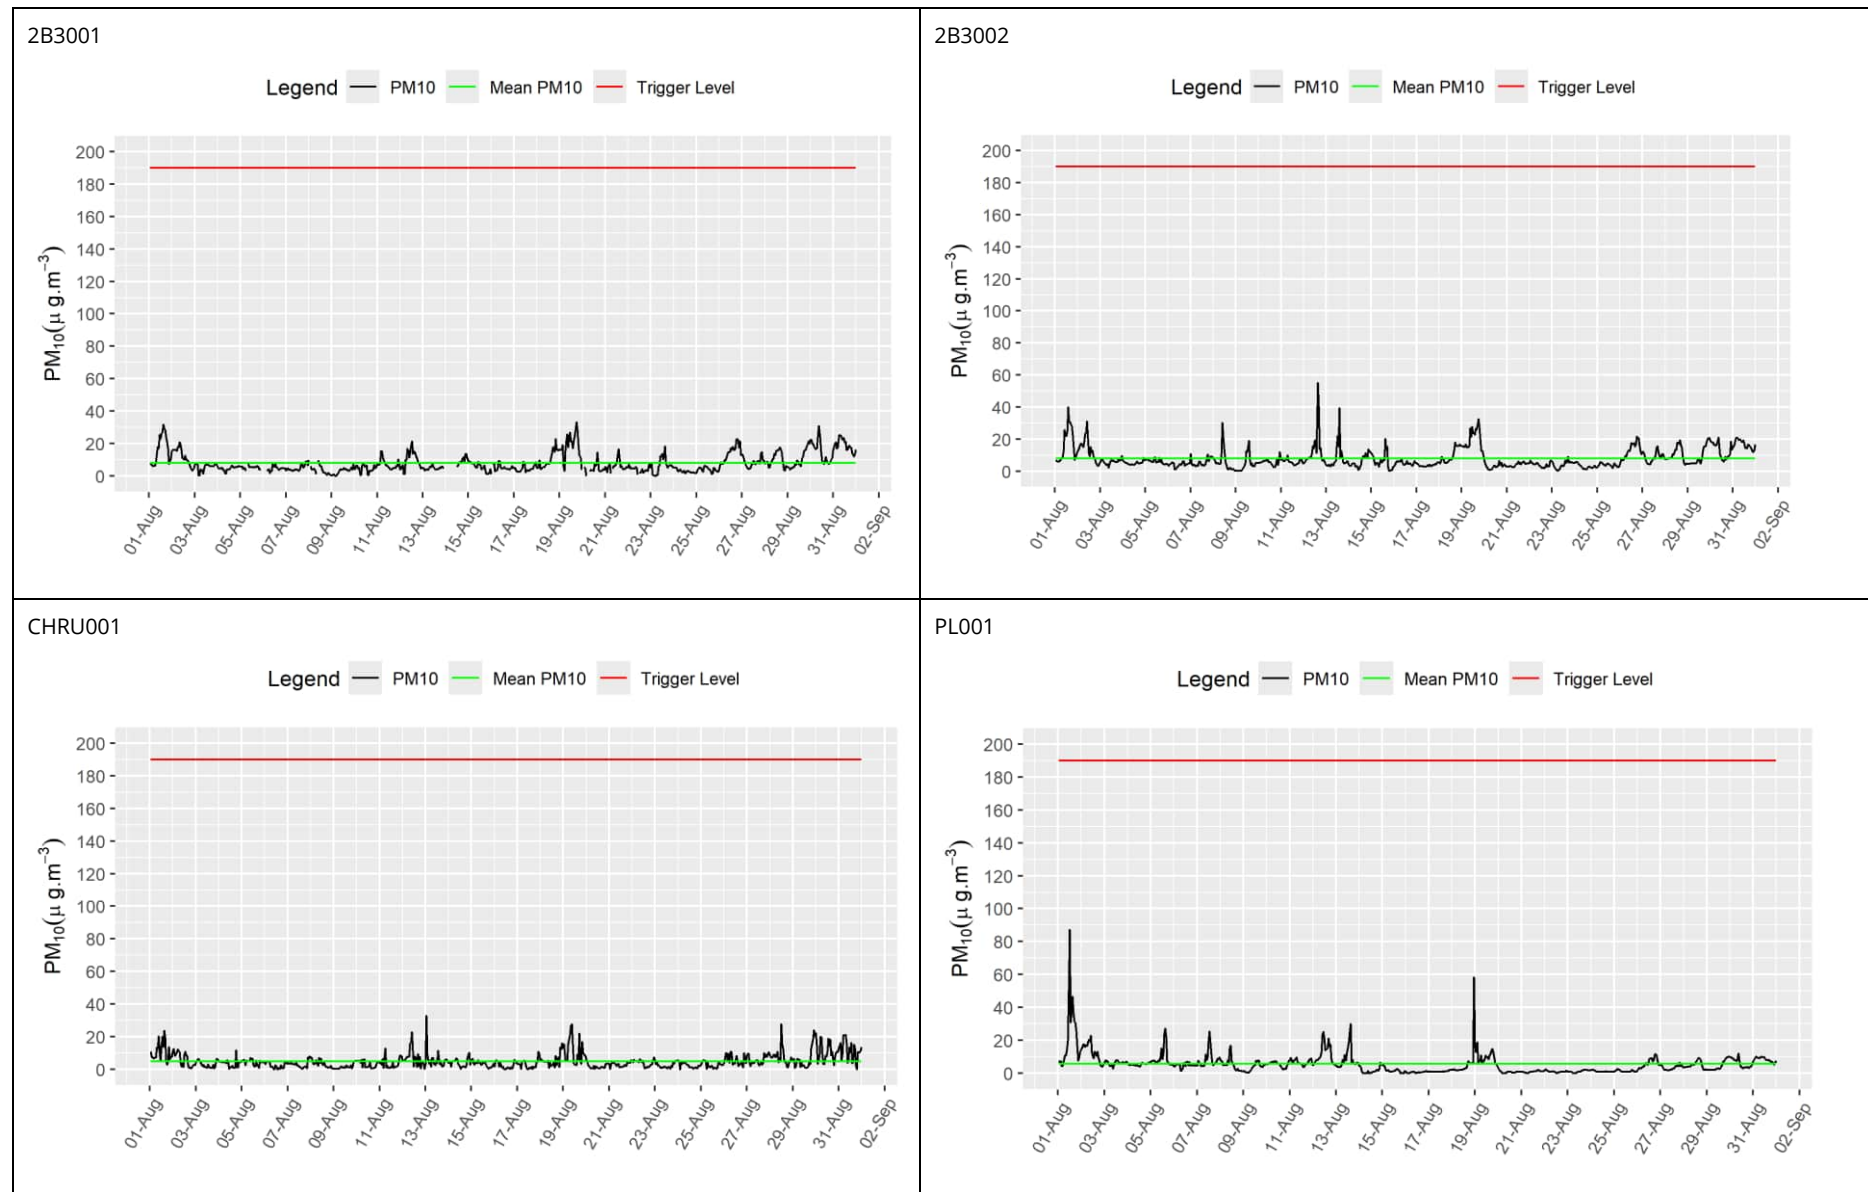 2B3001
Legend PM10 Mean PM10 Trigger Level
PM10(μ g.m−3)
200
180
160
140
120
100
80
60
40
20
0
01-Aug 03-Aug 05-Aug 07-Aug 09-Aug 11-Aug 13-Aug 15-Aug 17-Aug 19-Aug 21-Aug 23-Aug 25-Aug 27-Aug 29-Aug 31-Aug 02-Sep
2B3002
Legend PM10 Mean PM10 Trigger Level
PM10(μ g.m−3)
200
180
160
140
120
100
80
60
40
20
0
01-Aug 03-Aug 05-Aug 07-Aug 09-Aug 11-Aug 13-Aug 15-Aug 17-Aug 19-Aug 21-Aug 23-Aug 25-Aug 27-Aug 29-Aug 31-Aug 02-Sep
CHRU001
Legend PM10 Mean PM10 Trigger Level
PM10(μ g.m−3)
200
180
160
140
120
100
80
60
40
20
0
01-Aug 03-Aug 05-Aug 07-Aug 09-Aug 11-Aug 13-Aug 15-Aug 17-Aug 19-Aug 21-Aug 23-Aug 25-Aug 27-Aug 29-Aug 31-Aug 02-Sep
PL001
Legend PM10 Mean PM10 Trigger Level
PM10(μ g.m−3)
200
180
160
140
120
100
80
60
40
20
0
01-Aug 03-Aug 05-Aug 07-Aug 09-Aug 11-Aug 13-Aug 15-Aug 17-Aug 19-Aug 21-Aug 23-Aug 25-Aug 27-Aug 29-Aug 31-Aug 02-Sep